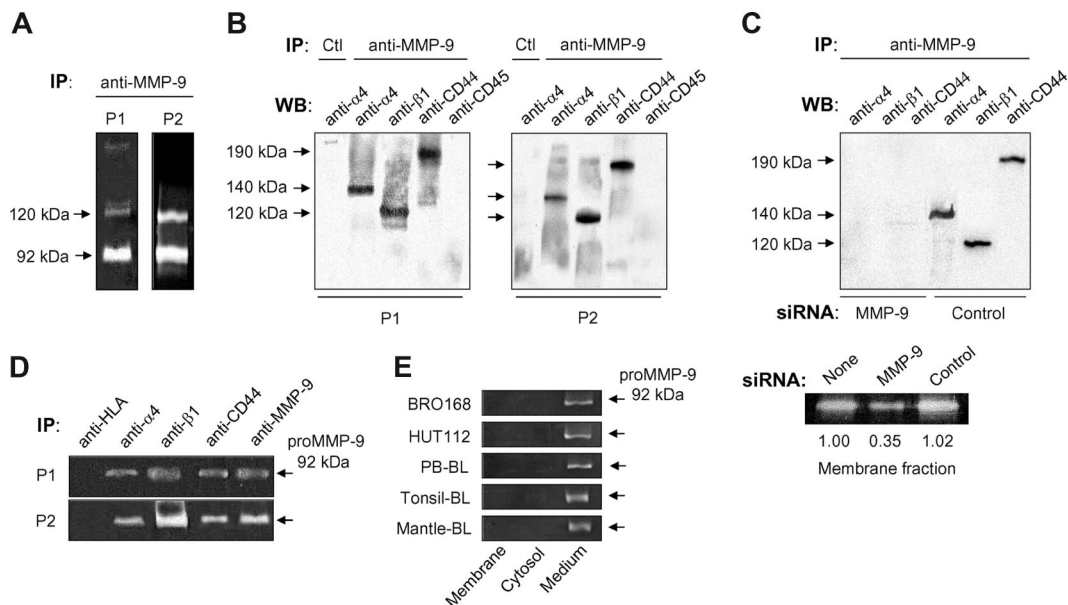 A
IP:
anti-MMP-9
P1 P2
120 kDa
92 kDa
B
IP: Ctl anti-MMP-9 Ctl anti-MMP-9
WB: anti-α4 anti-α4 anti-β1 anti-CD44 anti-CD45 anti-α4 anti-α4 anti-β1 anti-CD44 anti-CD45
190 kDa
140 kDa
120 kDa
P1 P2
C
IP: anti-MMP-9
WB: anti-α4 anti-β1 anti-CD44 anti-α4 anti-β1 anti-CD44
190 kDa
140 kDa
120 kDa
siRNA: MMP-9 Control
siRNA: None MMP-9 Control
1.00 0.35 1.02
Membrane fraction
D
IP: anti-HLA anti-α4 anti-β1 anti-CD44 anti-MMP-9
proMMP-9
92 kDa
P1
P2
E
proMMP-9
92 kDa
BRO168
HUT112
PB-BL
Tonsil-BL
Mantle-BL
Membrane Cytosol Medium